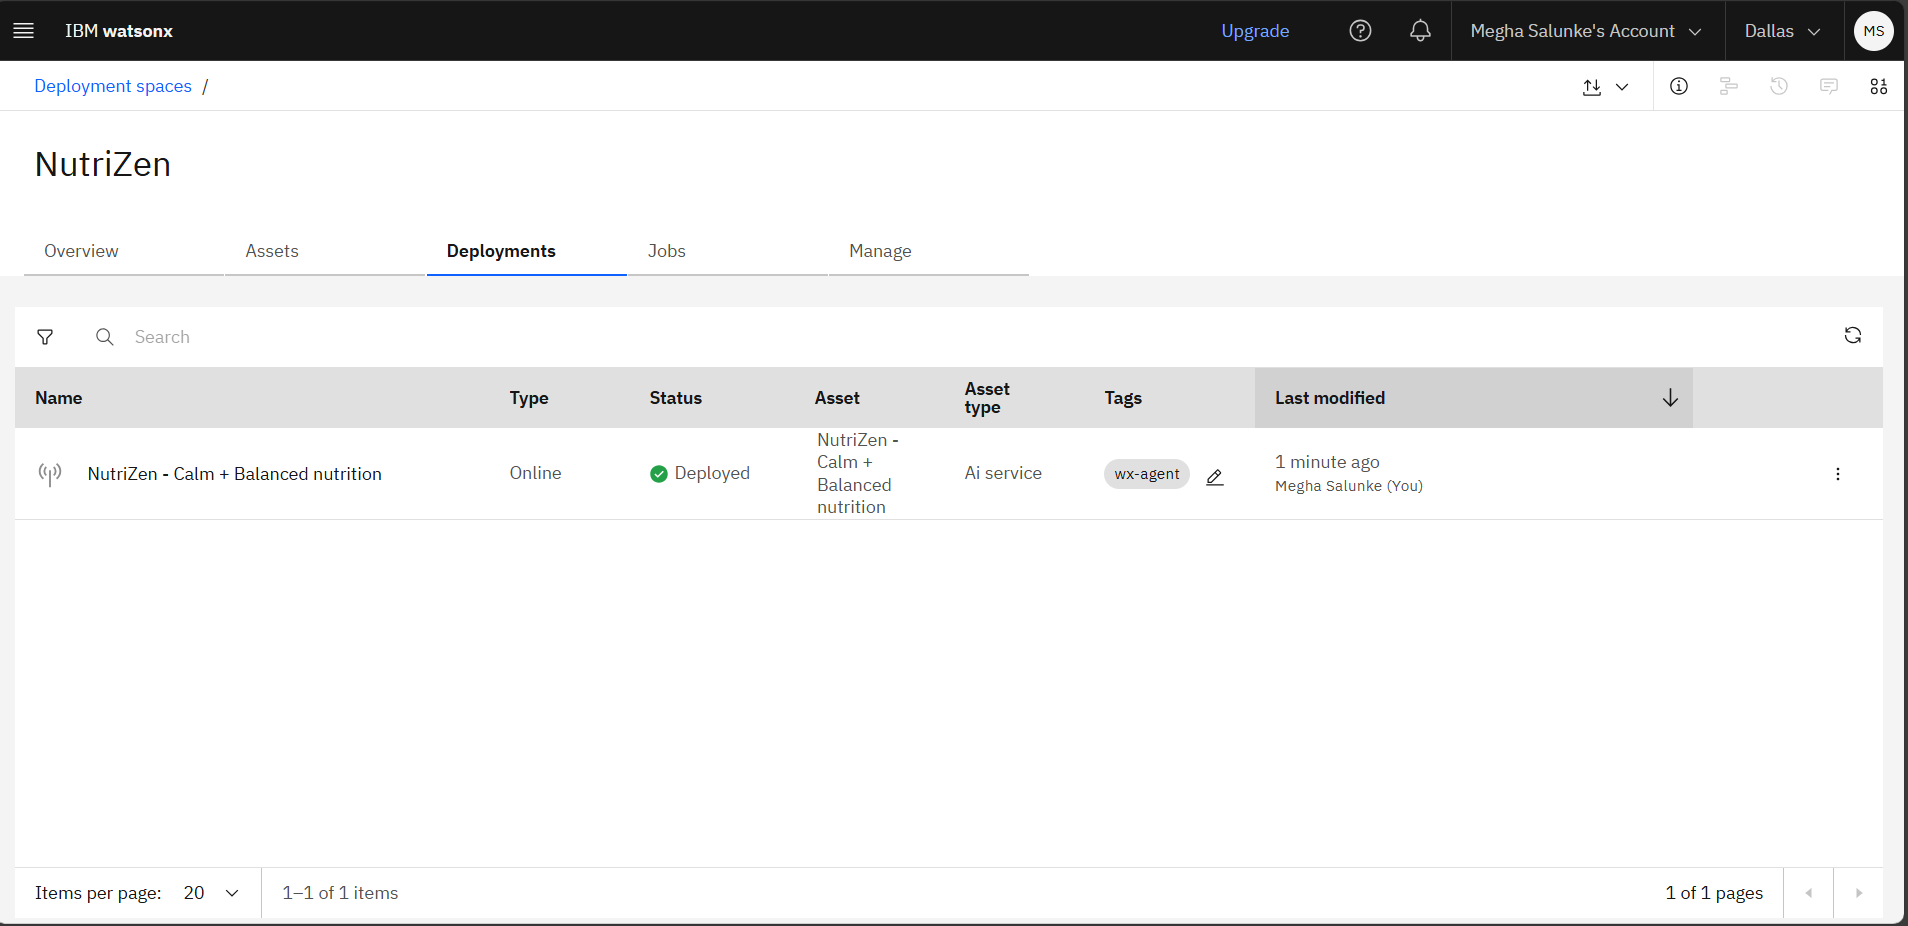 IBM watsonx
Upgrade
Megha Salunke's Account
Dallas
MS
Deployment spaces /
NutriZen
Overview
Assets
Deployments
Jobs
Manage
Search
Name
Type
Status
Asset
Asset
type
Tags
Last modified
NutriZen - Calm + Balanced nutrition
Online
Deployed
NutriZen -
Calm +
Balanced
nutrition
Ai service
wx-agent
1 minute ago
Megha Salunke (You)
Items per page: 20
1–1 of 1 items
1 of 1 pages